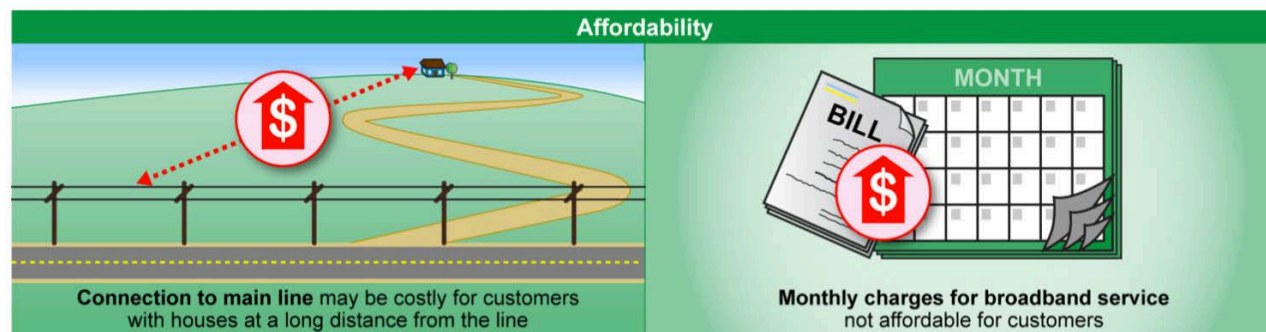 Affordability
$
Connection to main line may be costly for customers
with houses at a long distance from the line
MONTH
BILL
$
Monthly charges for broadband service
not affordable for customers